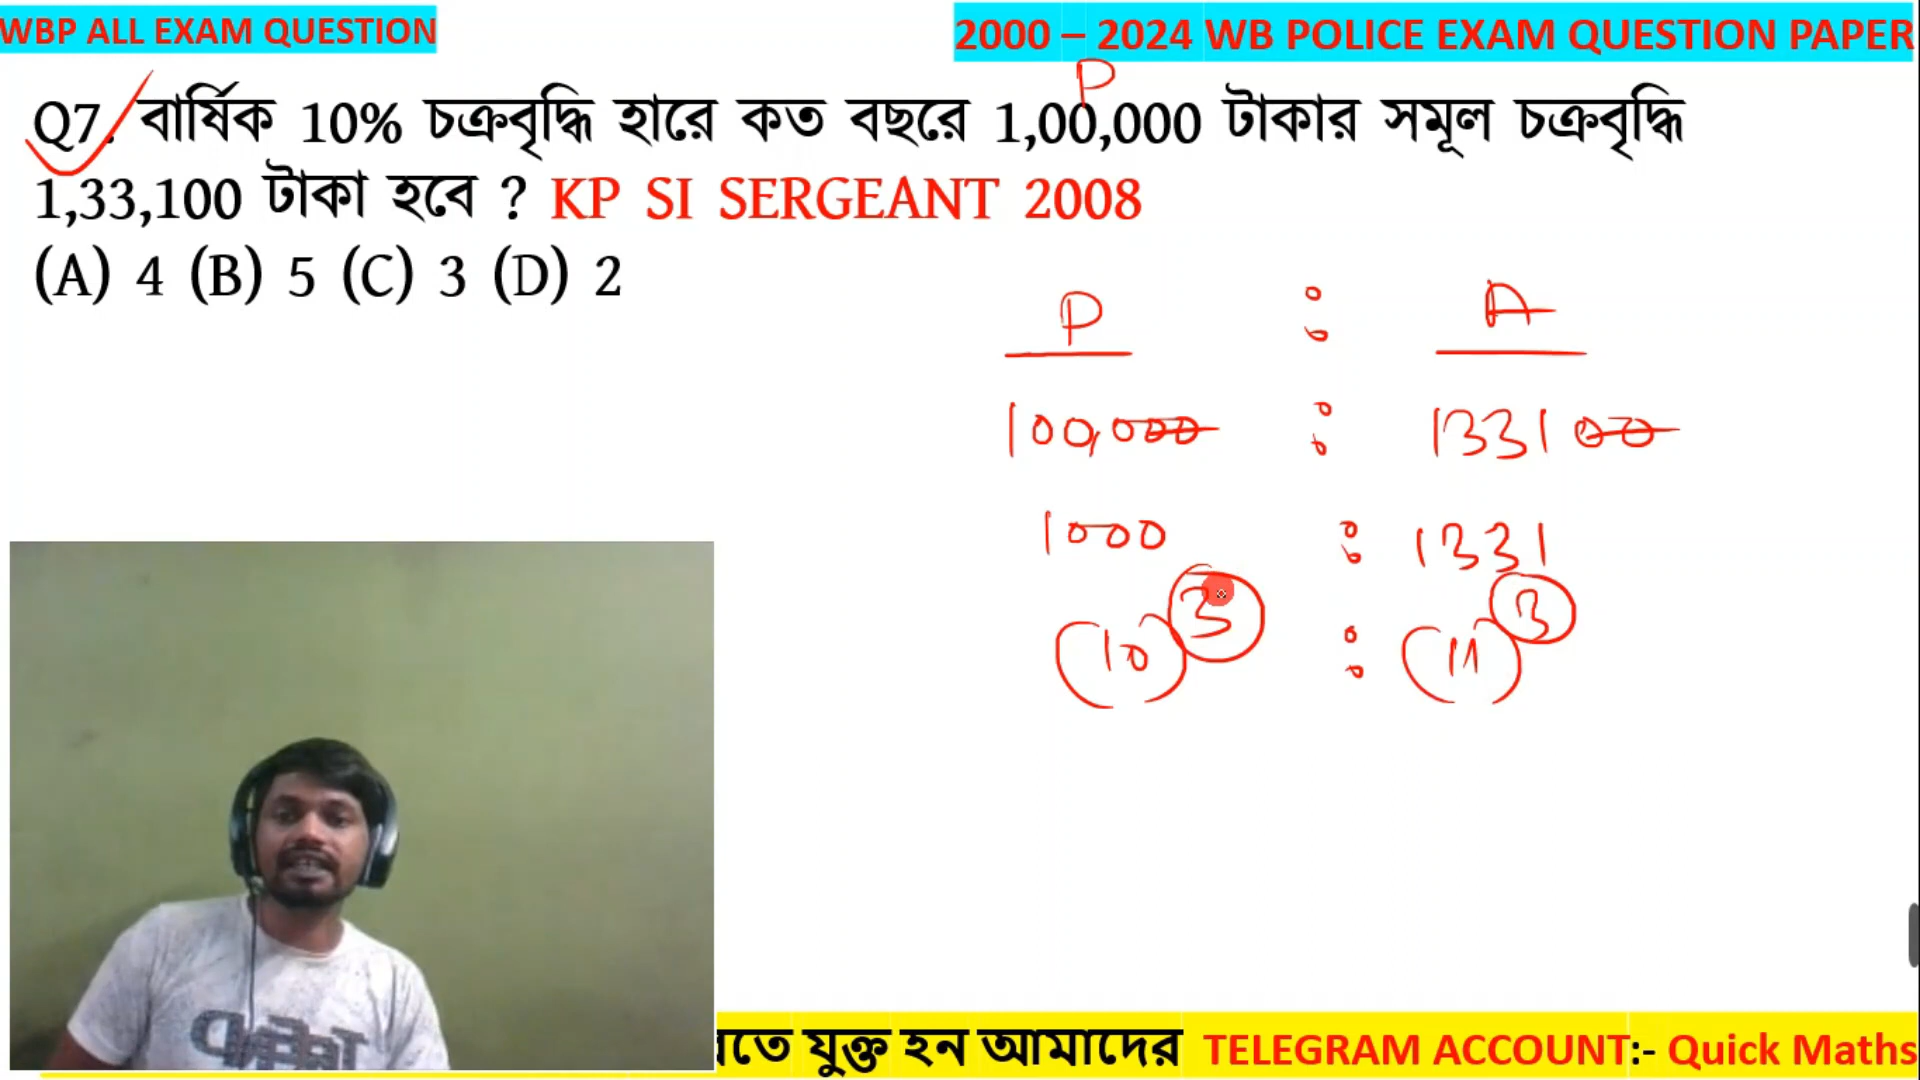 WBP ALL EXAM QUESTION
2000 – 2024 WB POLICE EXAM QUESTION PAPER
P
Q7. বার্ষিক 10% চক্রবৃদ্ধি হারে কত বছরে 1,00,000 টাকার সমূল চক্রবৃদ্ধি
1,33,100 টাকা হবে ? KP SI SERGEANT 2008
(A) 4 (B) 5 (C) 3 (D) 2
P : A
100,000 : 133100
1000 : 1331
(10)³ : (11)³
যুক্ত হন আমাদের TELEGRAM ACCOUNT:- Quick Maths